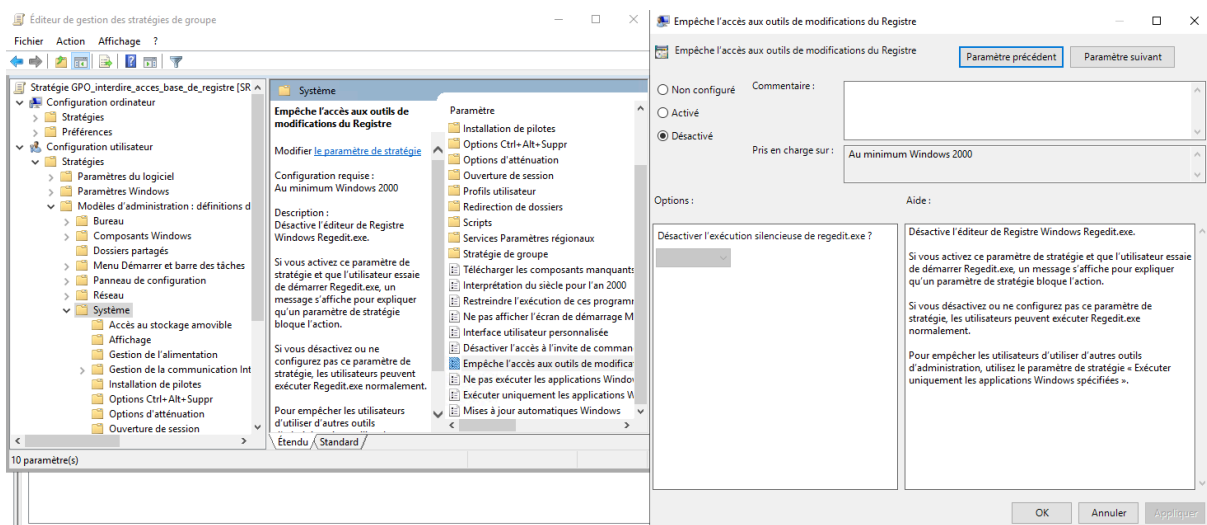 Éditeur de gestion des stratégies de groupe
Fichier Action Affichage ?
Stratégie GPO_interdire_acces_base_de_registre [SR
Configuration ordinateur
Stratégies
Préférences
Configuration utilisateur
Stratégies
Paramètres du logiciel
Paramètres Windows
Modèles d'administration : définitions d
Bureau
Composants Windows
Dossiers partagés
Menu Démarrer et barre des tâches
Panneau de configuration
Réseau
Système
Accès au stockage amovible
Affichage
Gestion de l'alimentation
Gestion de la communication Int
Installation de pilotes
Options Ctrl+Alt+Suppr
Options d'atténuation
Ouverture de session
10 paramètre(s)
Système
Empêche l'accès aux outils de
modifications du Registre
Modifier le paramètre de stratégie
Configuration requise :
Au minimum Windows 2000
Description :
Désactive l'éditeur de Registre
Windows Regedit.exe.
Si vous activez ce paramètre de
stratégie et que l'utilisateur essaie
de démarrer Regedit.exe, un
message s'affiche pour expliquer
qu'un paramètre de stratégie
bloque l'action.
Si vous désactivez ou ne
configurez pas ce paramètre de
stratégie, les utilisateurs peuvent
exécuter Regedit.exe normalement.
Pour empêcher les utilisateurs
d'utiliser d'autres outils
Paramètre
Installation de pilotes
Options Ctrl+Alt+Suppr
Options d'atténuation
Ouverture de session
Profils utilisateur
Redirection de dossiers
Scripts
Services Paramètres régionaux
Stratégie de groupe
Télécharger les composants manquants
Interprétation du siècle pour l'an 2000
Restreindre l'exécution de ces programm
Ne pas afficher l'écran de démarrage M
Interface utilisateur personnalisée
Désactiver l'accès à l'invite de comman
Empêche l'accès aux outils de modifica
Ne pas exécuter les applications Window
Exécuter uniquement les applications W
Mises à jour automatiques Windows
Étendu Standard
Empêche l'accès aux outils de modifications du Registre
Empêche l'accès aux outils de modifications du Registre
Paramètre précédent Paramètre suivant
Non configuré
Activé
Désactivé
Commentaire :
Pris en charge sur : Au minimum Windows 2000
Options : Aide :
Désactiver l'exécution silencieuse de regedit.exe ?
Désactive l'éditeur de Registre Windows Regedit.exe.
Si vous activez ce paramètre de stratégie et que l'utilisateur essaie
de démarrer Regedit.exe, un message s'affiche pour expliquer
qu'un paramètre de stratégie bloque l'action.
Si vous désactivez ou ne configurez pas ce paramètre de
stratégie, les utilisateurs peuvent exécuter Regedit.exe
normalement.
Pour empêcher les utilisateurs d'utiliser d'autres outils
d'administration, utilisez le paramètre de stratégie « Exécuter
uniquement les applications Windows spécifiées ».
OK Annuler Appliquer